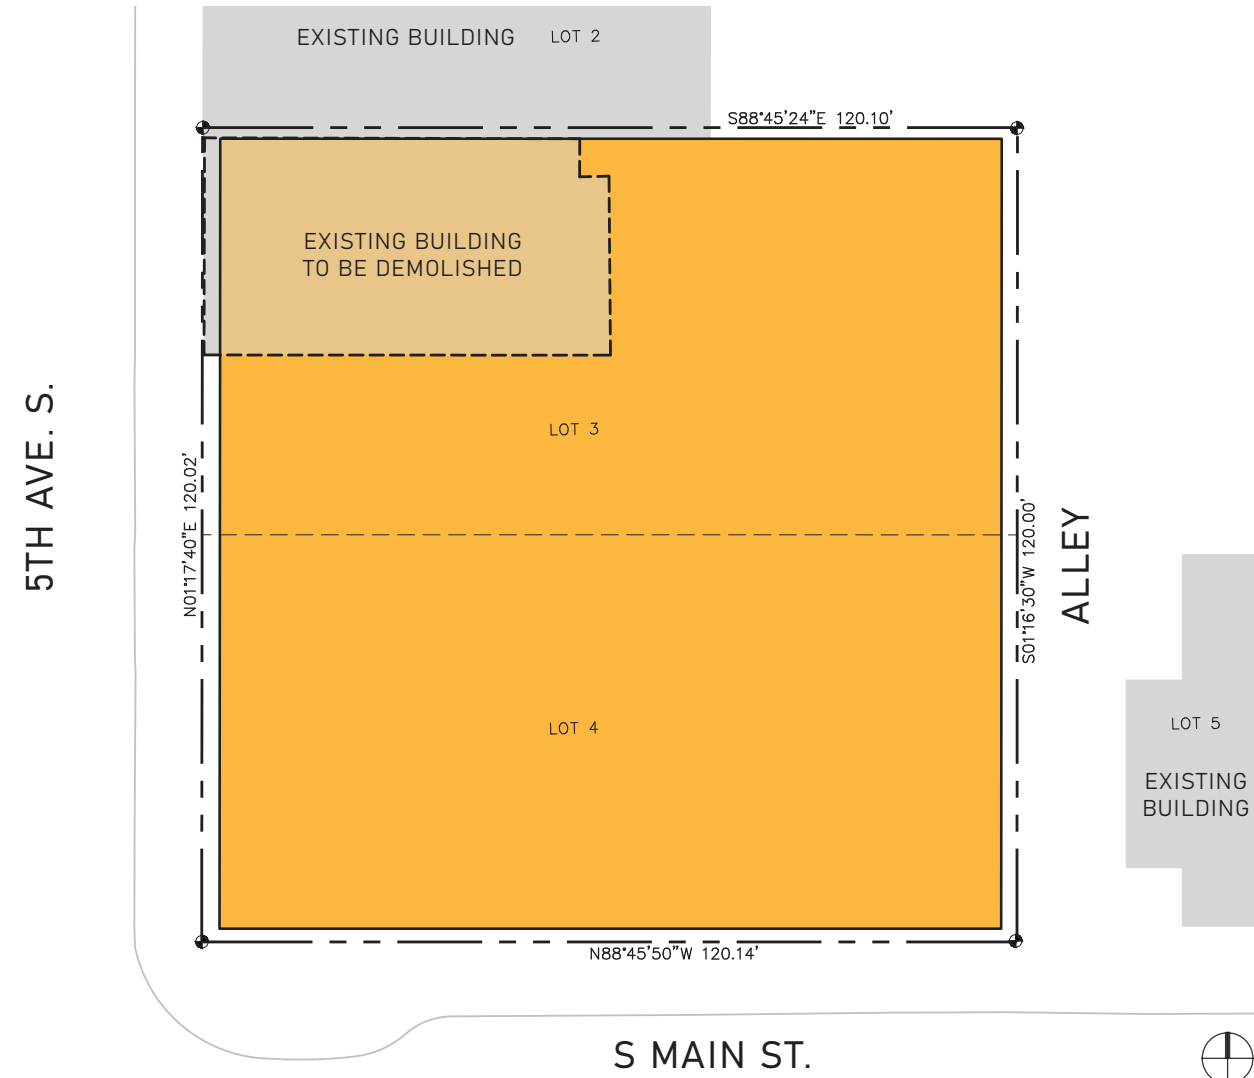 EXISTING BUILDING LOT 2
S88°45'24"E 120.10'
EXISTING BUILDING
TO BE DEMOLISHED
5TH AVE. S.
N01°17'40"E 120.02'
LOT 3
S01°16'30"W 120.00'
ALLEY
LOT 4
LOT 5
EXISTING
BUILDING
N88°45'50"W 120.14'
S MAIN ST.